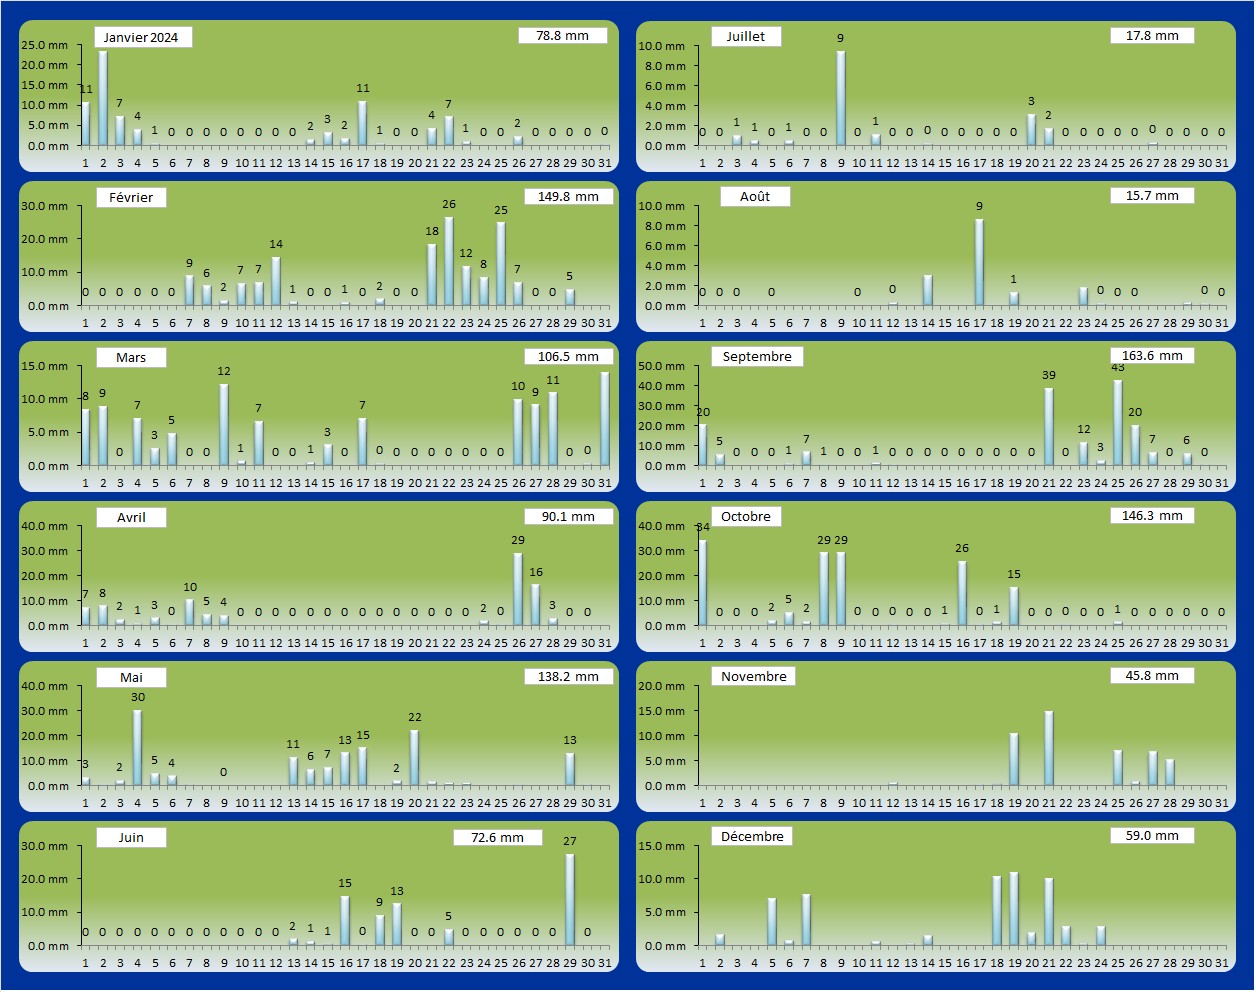 Janvier 2024
78.8 mm
25.0 mm
20.0 mm
15.0 mm
10.0 mm
5.0 mm
0.0 mm
11 7 4 1 0 0 0 0 0 0 0 0 2 3 2 11 1 0 0 4 7 1 0 0 2 0 0 0 0 0
1 2 3 4 5 6 7 8 9 10 11 12 13 14 15 16 17 18 19 20 21 22 23 24 25 26 27 28 29 30 31
Juillet
17.8 mm
10.0 mm
8.0 mm
6.0 mm
4.0 mm
2.0 mm
0.0 mm
0 0 1 1 0 1 0 0 9 0 1 0 0 0 0 0 0 0 0 3 2 0 0 0 0 0 0 0 0 0 0
1 2 3 4 5 6 7 8 9 10 11 12 13 14 15 16 17 18 19 20 21 22 23 24 25 26 27 28 29 30 31
Février
149.8 mm
30.0 mm
20.0 mm
10.0 mm
0.0 mm
0 0 0 0 0 0 9 6 2 7 7 14 1 0 0 1 0 2 0 0 18 26 12 8 25 7 0 0 5
1 2 3 4 5 6 7 8 9 10 11 12 13 14 15 16 17 18 19 20 21 22 23 24 25 26 27 28 29 30 31
Août
15.7 mm
10.0 mm
8.0 mm
6.0 mm
4.0 mm
2.0 mm
0.0 mm
0 0 0 0 0 0 9 1 0 0 0 0 0
1 2 3 4 5 6 7 8 9 10 11 12 13 14 15 16 17 18 19 20 21 22 23 24 25 26 27 28 29 30 31
Mars
106.5 mm
15.0 mm
10.0 mm
5.0 mm
0.0 mm
8 9 0 7 3 5 0 0 12 1 7 0 0 1 3 0 7 0 0 0 0 0 0 0 0 10 9 11 0 0
1 2 3 4 5 6 7 8 9 10 11 12 13 14 15 16 17 18 19 20 21 22 23 24 25 26 27 28 29 30 31
Septembre
163.6 mm
50.0 mm
40.0 mm
30.0 mm
20.0 mm
10.0 mm
0.0 mm
20 5 0 0 0 1 7 1 0 0 1 0 0 0 0 0 0 0 0 0 39 0 12 3 43 20 7 0 6 0
1 2 3 4 5 6 7 8 9 10 11 12 13 14 15 16 17 18 19 20 21 22 23 24 25 26 27 28 29 30 31
Avril
90.1 mm
40.0 mm
30.0 mm
20.0 mm
10.0 mm
0.0 mm
7 8 2 1 3 0 10 5 4 0 0 0 0 0 0 0 0 0 0 0 0 0 0 2 0 29 16 3 0 0
1 2 3 4 5 6 7 8 9 10 11 12 13 14 15 16 17 18 19 20 21 22 23 24 25 26 27 28 29 30 31
Octobre
146.3 mm
40.0 mm
30.0 mm
20.0 mm
10.0 mm
0.0 mm
34 0 0 0 2 5 2 29 29 0 0 0 0 0 1 26 0 1 15 0 0 0 0 0 1 0 0 0 0 0 0
1 2 3 4 5 6 7 8 9 10 11 12 13 14 15 16 17 18 19 20 21 22 23 24 25 26 27 28 29 30 31
Mai
138.2 mm
40.0 mm
30.0 mm
20.0 mm
10.0 mm
0.0 mm
3 2 30 5 4 0 11 6 7 13 15 2 22 13
1 2 3 4 5 6 7 8 9 10 11 12 13 14 15 16 17 18 19 20 21 22 23 24 25 26 27 28 29 30 31
Novembre
45.8 mm
20.0 mm
15.0 mm
10.0 mm
5.0 mm
0.0 mm
1 2 3 4 5 6 7 8 9 10 11 12 13 14 15 16 17 18 19 20 21 22 23 24 25 26 27 28 29 30 31
Juin
72.6 mm
30.0 mm
20.0 mm
10.0 mm
0.0 mm
0 0 0 0 0 0 0 0 0 0 0 0 2 1 1 15 0 9 13 0 0 5 0 0 0 0 0 0 27 0
1 2 3 4 5 6 7 8 9 10 11 12 13 14 15 16 17 18 19 20 21 22 23 24 25 26 27 28 29 30 31
Décembre
59.0 mm
15.0 mm
10.0 mm
5.0 mm
0.0 mm
1 2 3 4 5 6 7 8 9 10 11 12 13 14 15 16 17 18 19 20 21 22 23 24 25 26 27 28 29 30 31